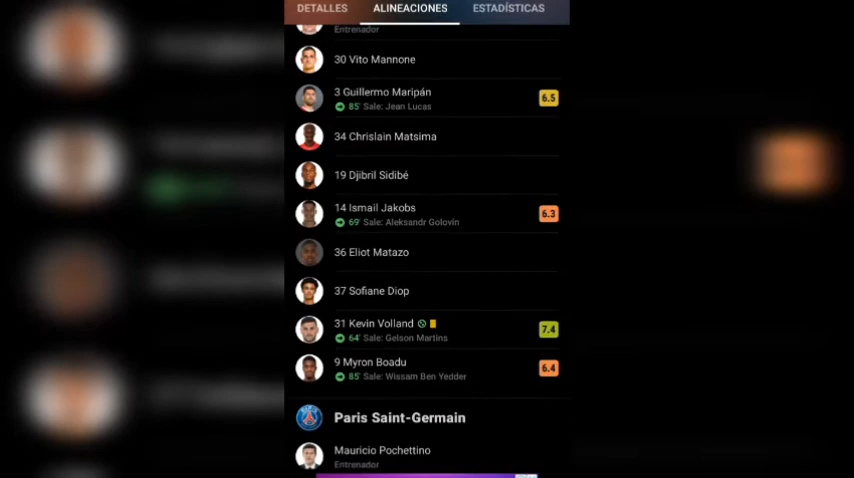 DETALLES
ALINEACIONES
ESTADÍSTICAS
Entrenador
30 Vito Mannone
3 Guillermo Maripán
85' Sale: Jean Lucas
6.5
34 Chrislain Matsima
19 Djibril Sidibé
14 Ismail Jakobs
69' Sale: Aleksandr Golovin
6.3
36 Eliot Matazo
37 Sofiane Diop
31 Kevin Volland
64' Sale: Gelson Martins
7.4
9 Myron Boadu
85' Sale: Wissam Ben Yedder
6.4
Paris Saint-Germain
Mauricio Pochettino
Entrenador